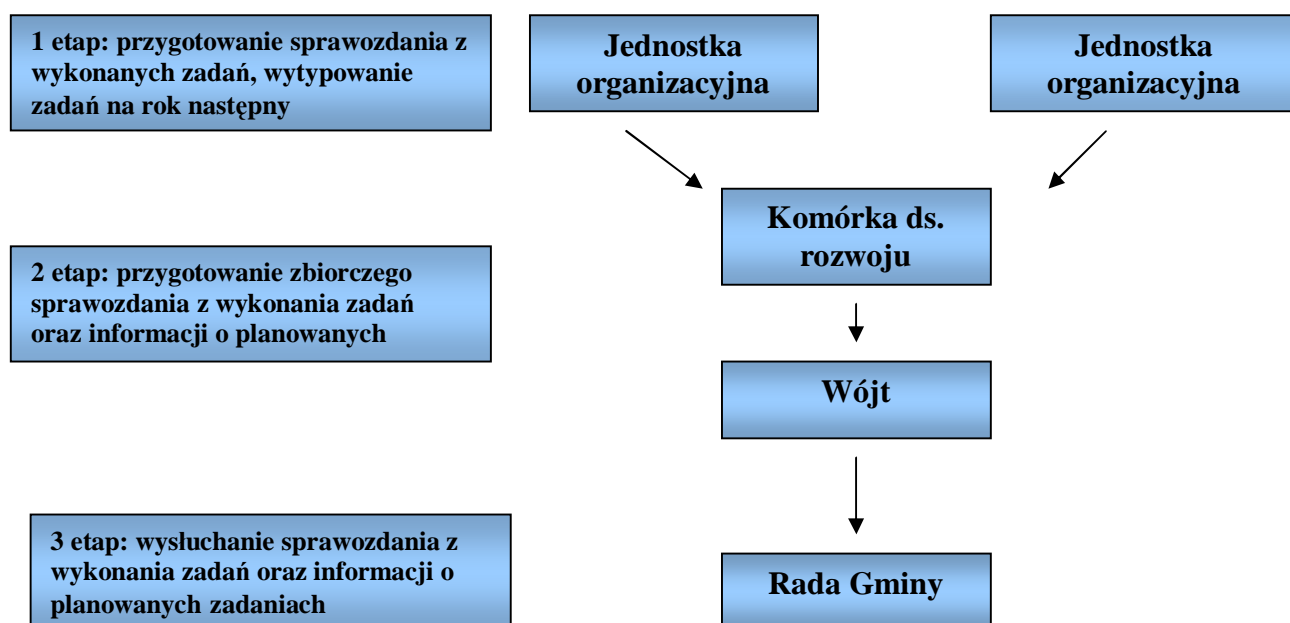 1 etap: przygotowanie sprawozdania z
wykonanych zadań, wytypowanie
zadań na rok następny
Jednostka
organizacyjna
Jednostka
organizacyjna
Komórka ds.
rozwoju
2 etap: przygotowanie zbiorczego
sprawozdania z wykonania zadań
oraz informacji o planowanych
Wójt
3 etap: wysłuchanie sprawozdania z
wykonania zadań oraz informacji o
planowanych zadaniach
Rada Gminy